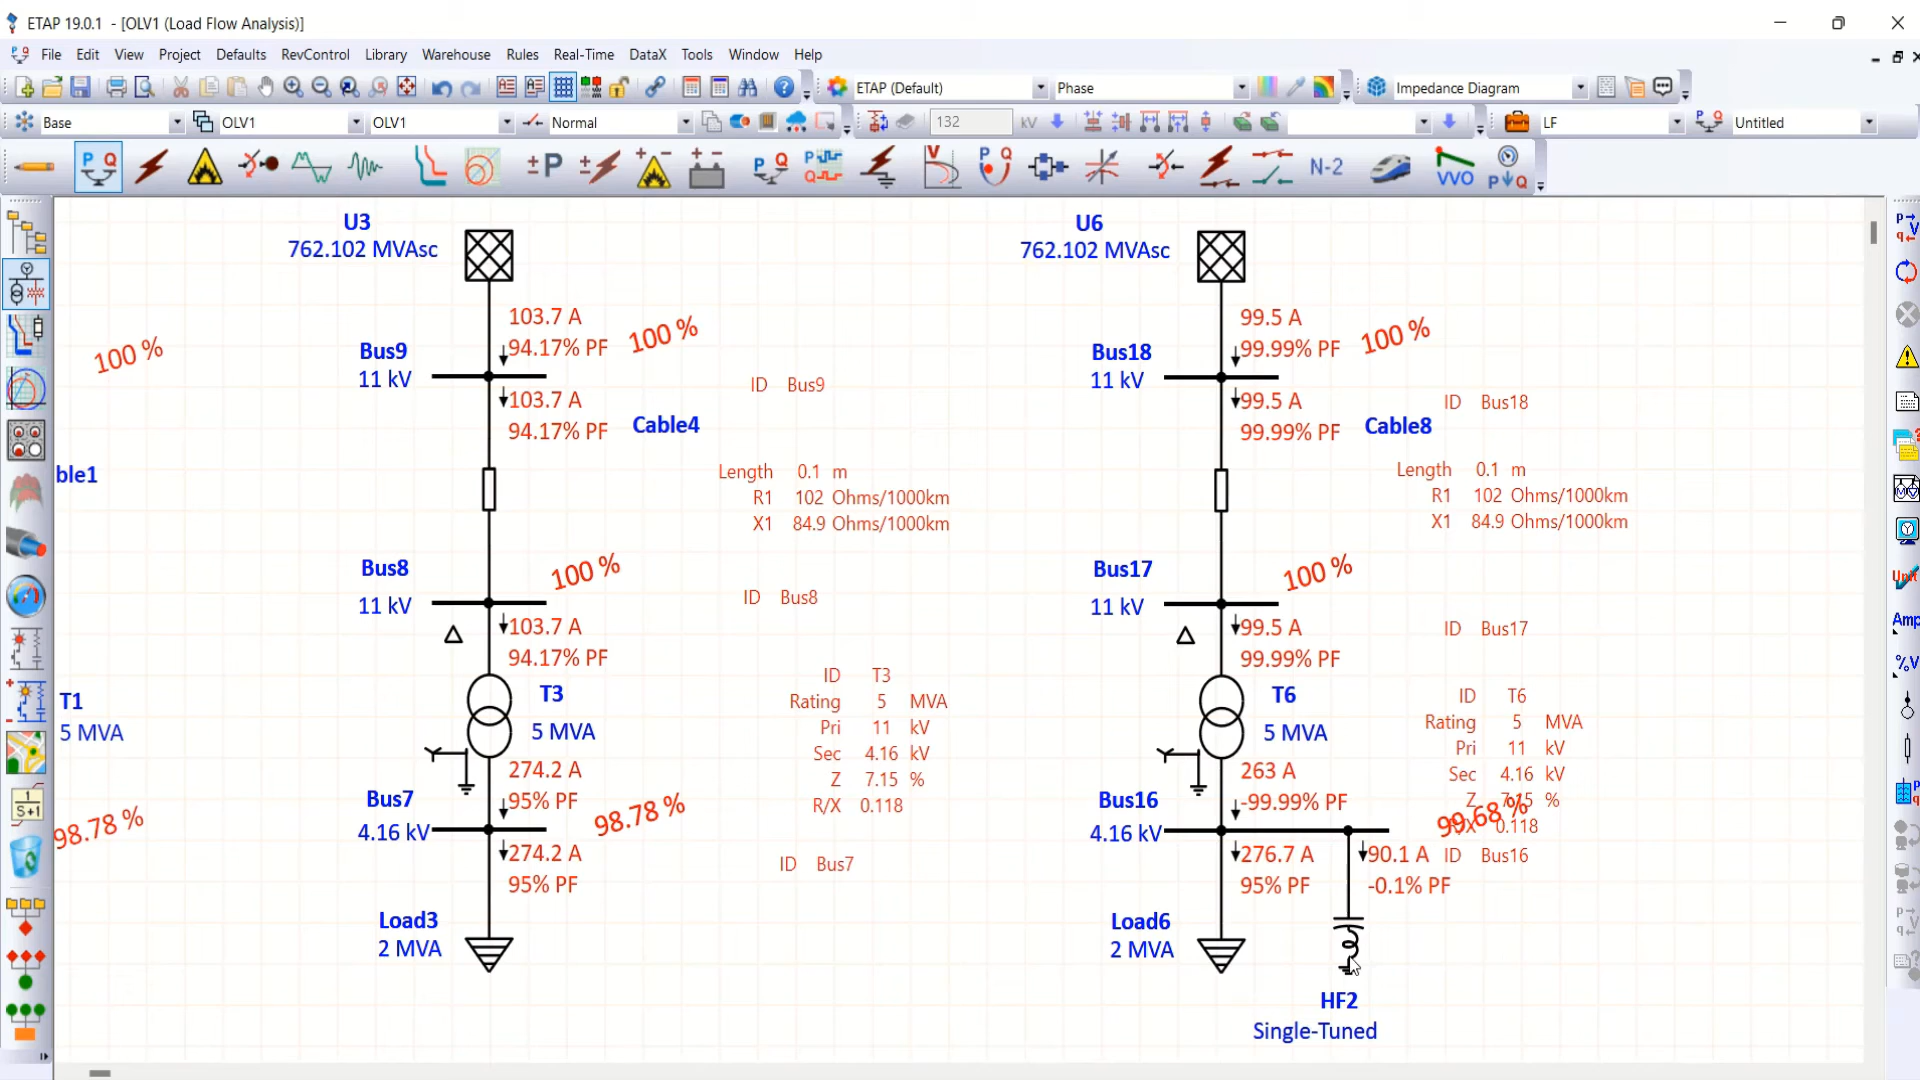 ETAP 19.0.1 - [OLV1 (Load Flow Analysis)]
File Edit View Project Defaults RevControl Library Warehouse Rules Real-Time DataX Tools Window Help
ETAP (Default) Phase Impedance Diagram
Base OLV1 OLV1 Normal 132 kV LF Untitled
P Q ±P N-2 VVO P Q
U3
762.102 MVAsc
103.7 A
94.17% PF
100 %
Bus9
11 kV
103.7 A
94.17% PF
ID Bus9
Cable4
Length 0.1 m
R1 102 Ohms/1000km
X1 84.9 Ohms/1000km
Bus8
11 kV
100 %
ID Bus8
103.7 A
94.17% PF
T3
5 MVA
ID T3
Rating 5 MVA
Pri 11 kV
Sec 4.16 kV
Z 7.15 %
R/X 0.118
274.2 A
95% PF
98.78 %
Bus7
4.16 kV
274.2 A
95% PF
ID Bus7
Load3
2 MVA
100 %
ble1
T1
5 MVA
98.78 %
U6
762.102 MVAsc
99.5 A
99.99% PF
100 %
Bus18
11 kV
99.5 A
99.99% PF
ID Bus18
Cable8
Length 0.1 m
R1 102 Ohms/1000km
X1 84.9 Ohms/1000km
Bus17
11 kV
100 %
ID Bus17
99.5 A
99.99% PF
T6
5 MVA
ID T6
Rating 5 MVA
Pri 11 kV
Sec 4.16 kV
Z 7.15 %
R/X 0.118
263 A
-99.99% PF
99.68 %
Bus16
4.16 kV
276.7 A
95% PF
90.1 A
-0.1% PF
ID Bus16
Load6
2 MVA
HF2
Single-Tuned
Amp
%V